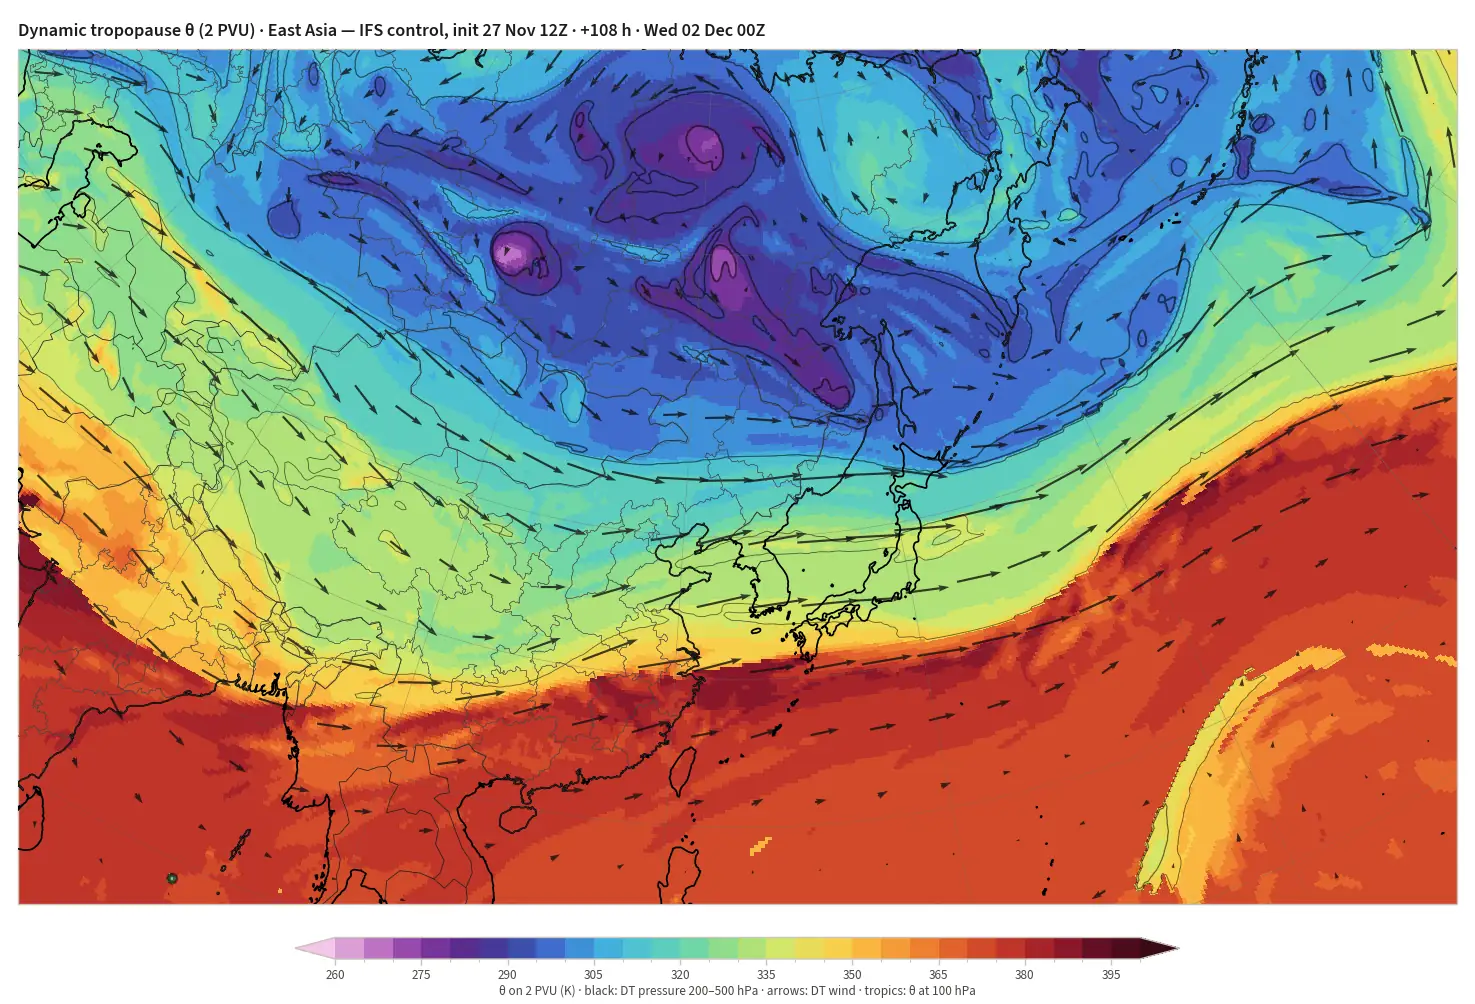 Dynamic tropopause θ (2 PVU) · East Asia — IFS control, init 27 Nov 12Z · +108 h · Wed 02 Dec 00Z
260 275 290 305 320 335 350 365 380 395
θ on 2 PVU (K) · black: DT pressure 200–500 hPa · arrows: DT wind · tropics: θ at 100 hPa